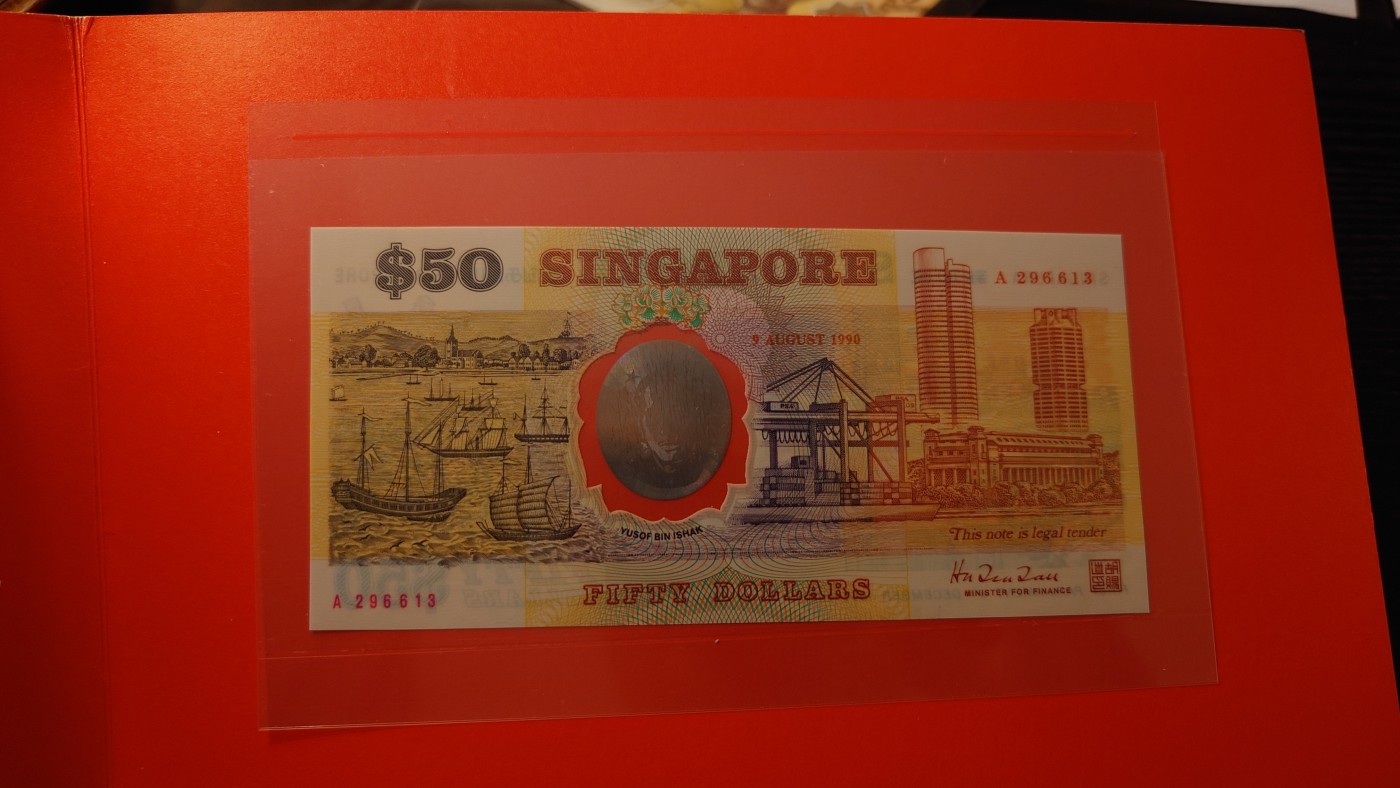 $50 SINGAPORE
A 296613
9 AUGUST 1990
PSA
YUSOF BIN ISHAK
This note is legal tender
A 296613
FIFTY DOLLARS
MINISTER FOR FINANCE